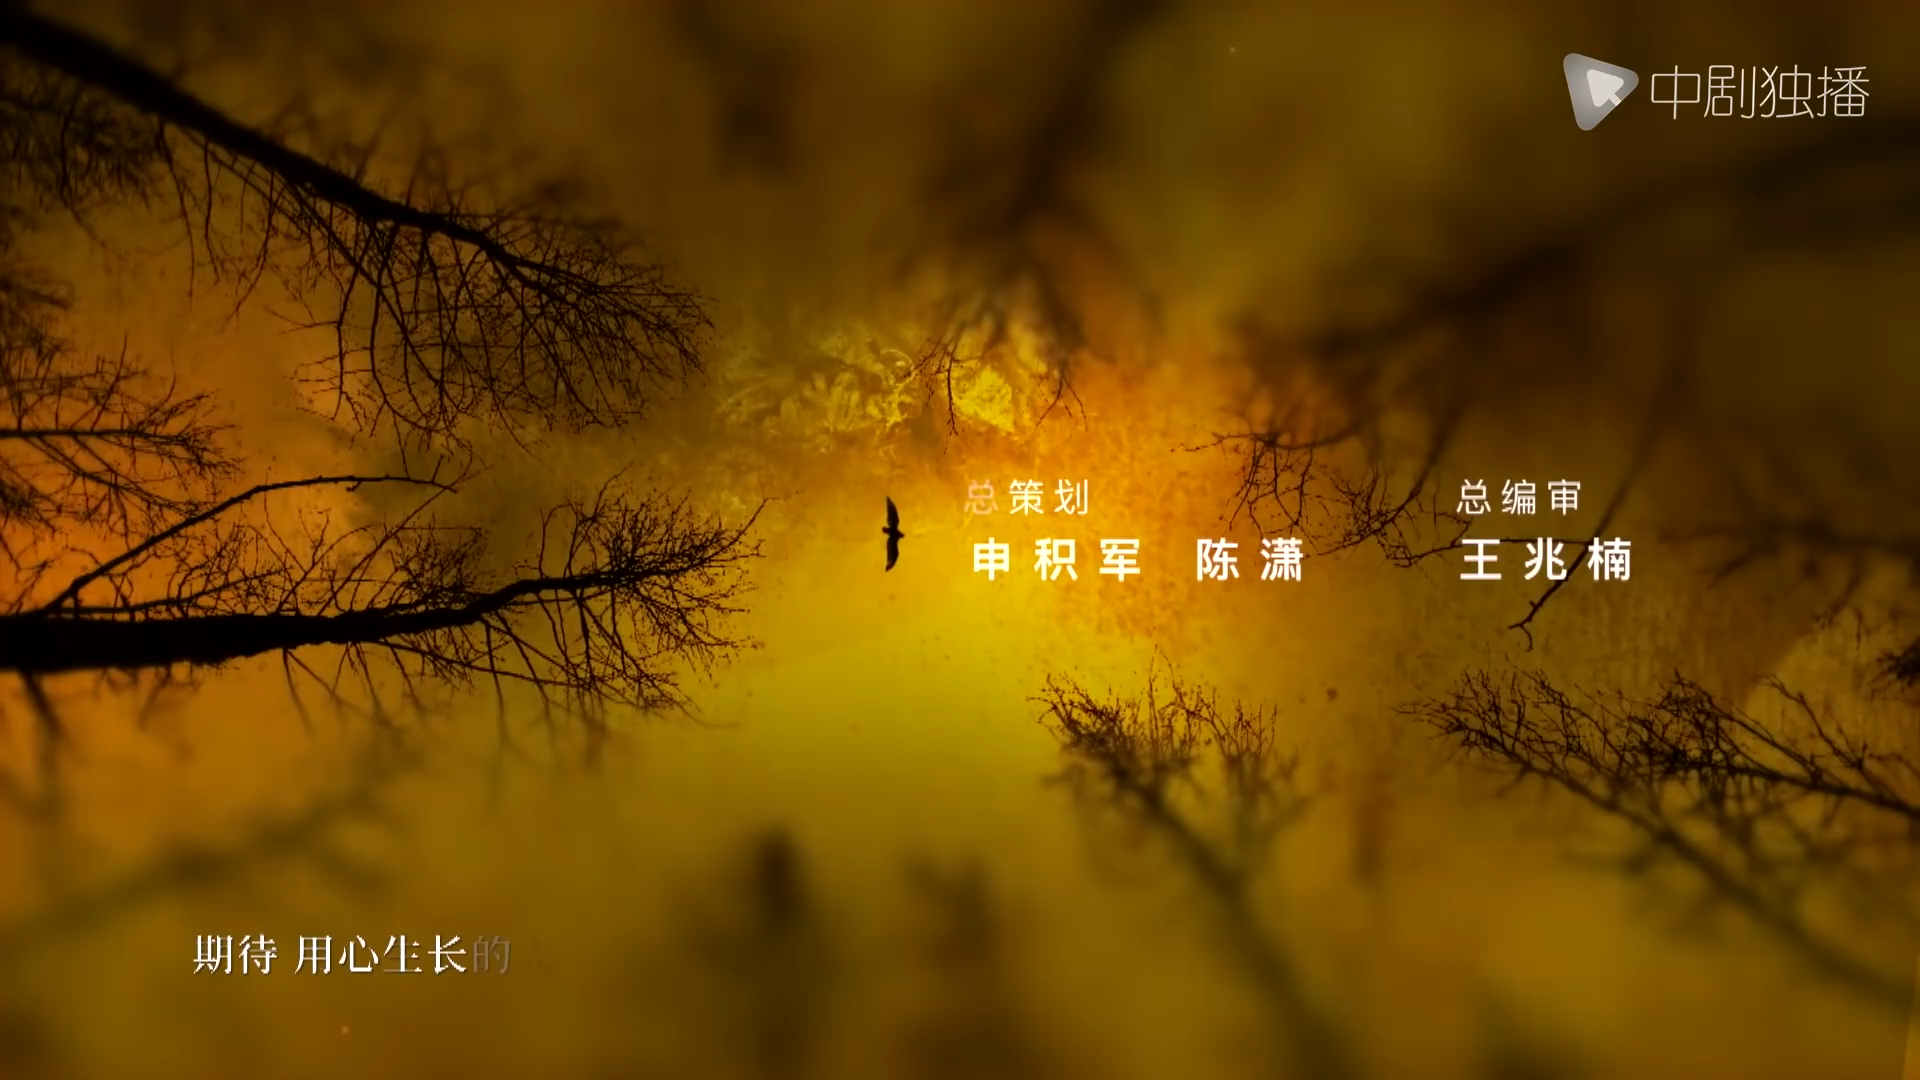 中剧独播
总策划
申积军 陈潇
总编审
王兆楠
期待 用心生长的